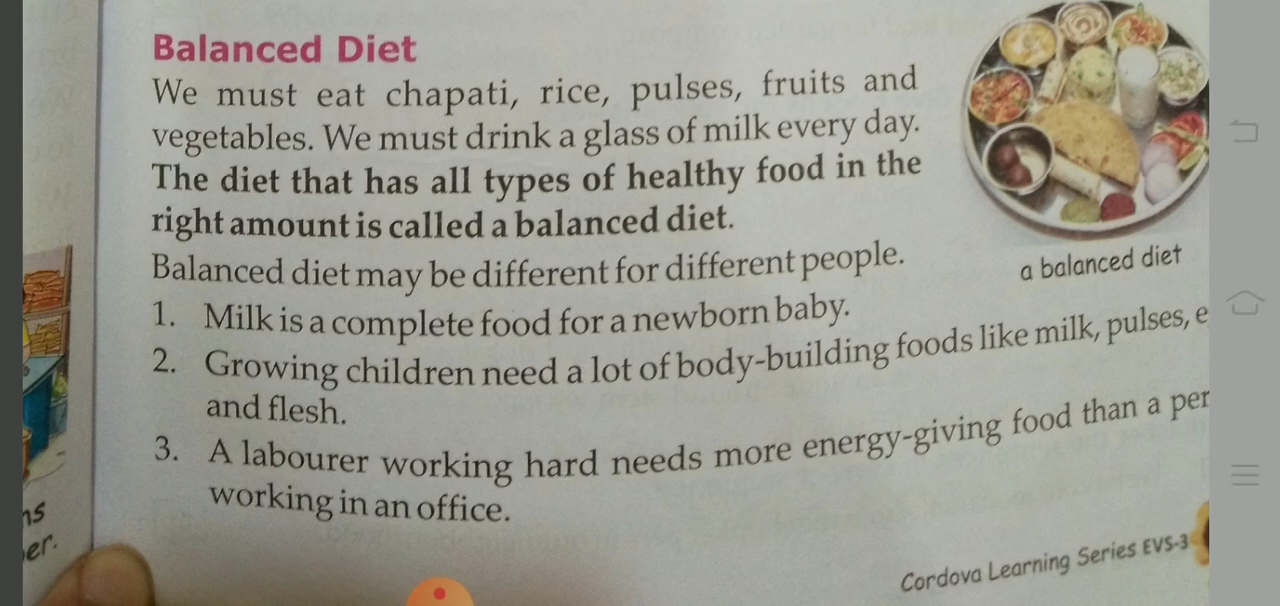 Balanced Diet
We must eat chapati, rice, pulses, fruits and
vegetables. We must drink a glass of milk every day.
The diet that has all types of healthy food in the
right amount is called a balanced diet.
Balanced diet may be different for different people.
a balanced diet
1. Milk is a complete food for a newborn baby.
2. Growing children need a lot of body-building foods like milk, pulses, e
and flesh.
3. A labourer working hard needs more energy-giving food than a per
working in an office.
er.
Cordova Learning Series EVS-3